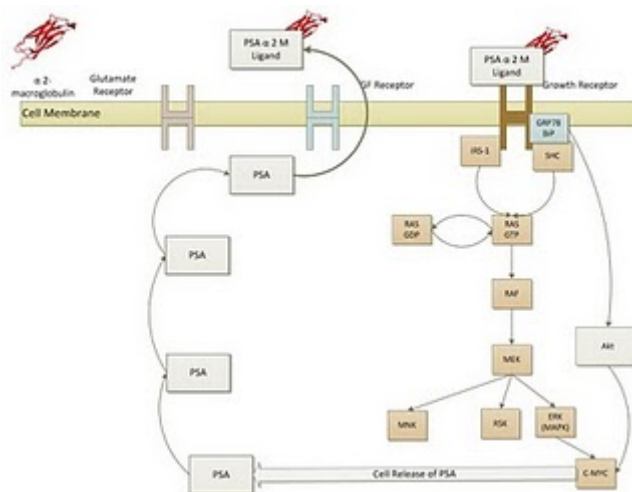 α 2-
macroglobulin
Glutamate
Receptor
PSA α 2 M
Ligand
GF Receptor
PSA α 2 M
Ligand
Growth Receptor
Cell Membrane
GRP78
BiP
IRS-1
SHC
PSA
RAS
GDP
RAS
GTP
PSA
RAF
Akt
MEK
PSA
MNK
RSK
ERK
(MAPK)
PSA
Cell Release of PSA
C-MYC